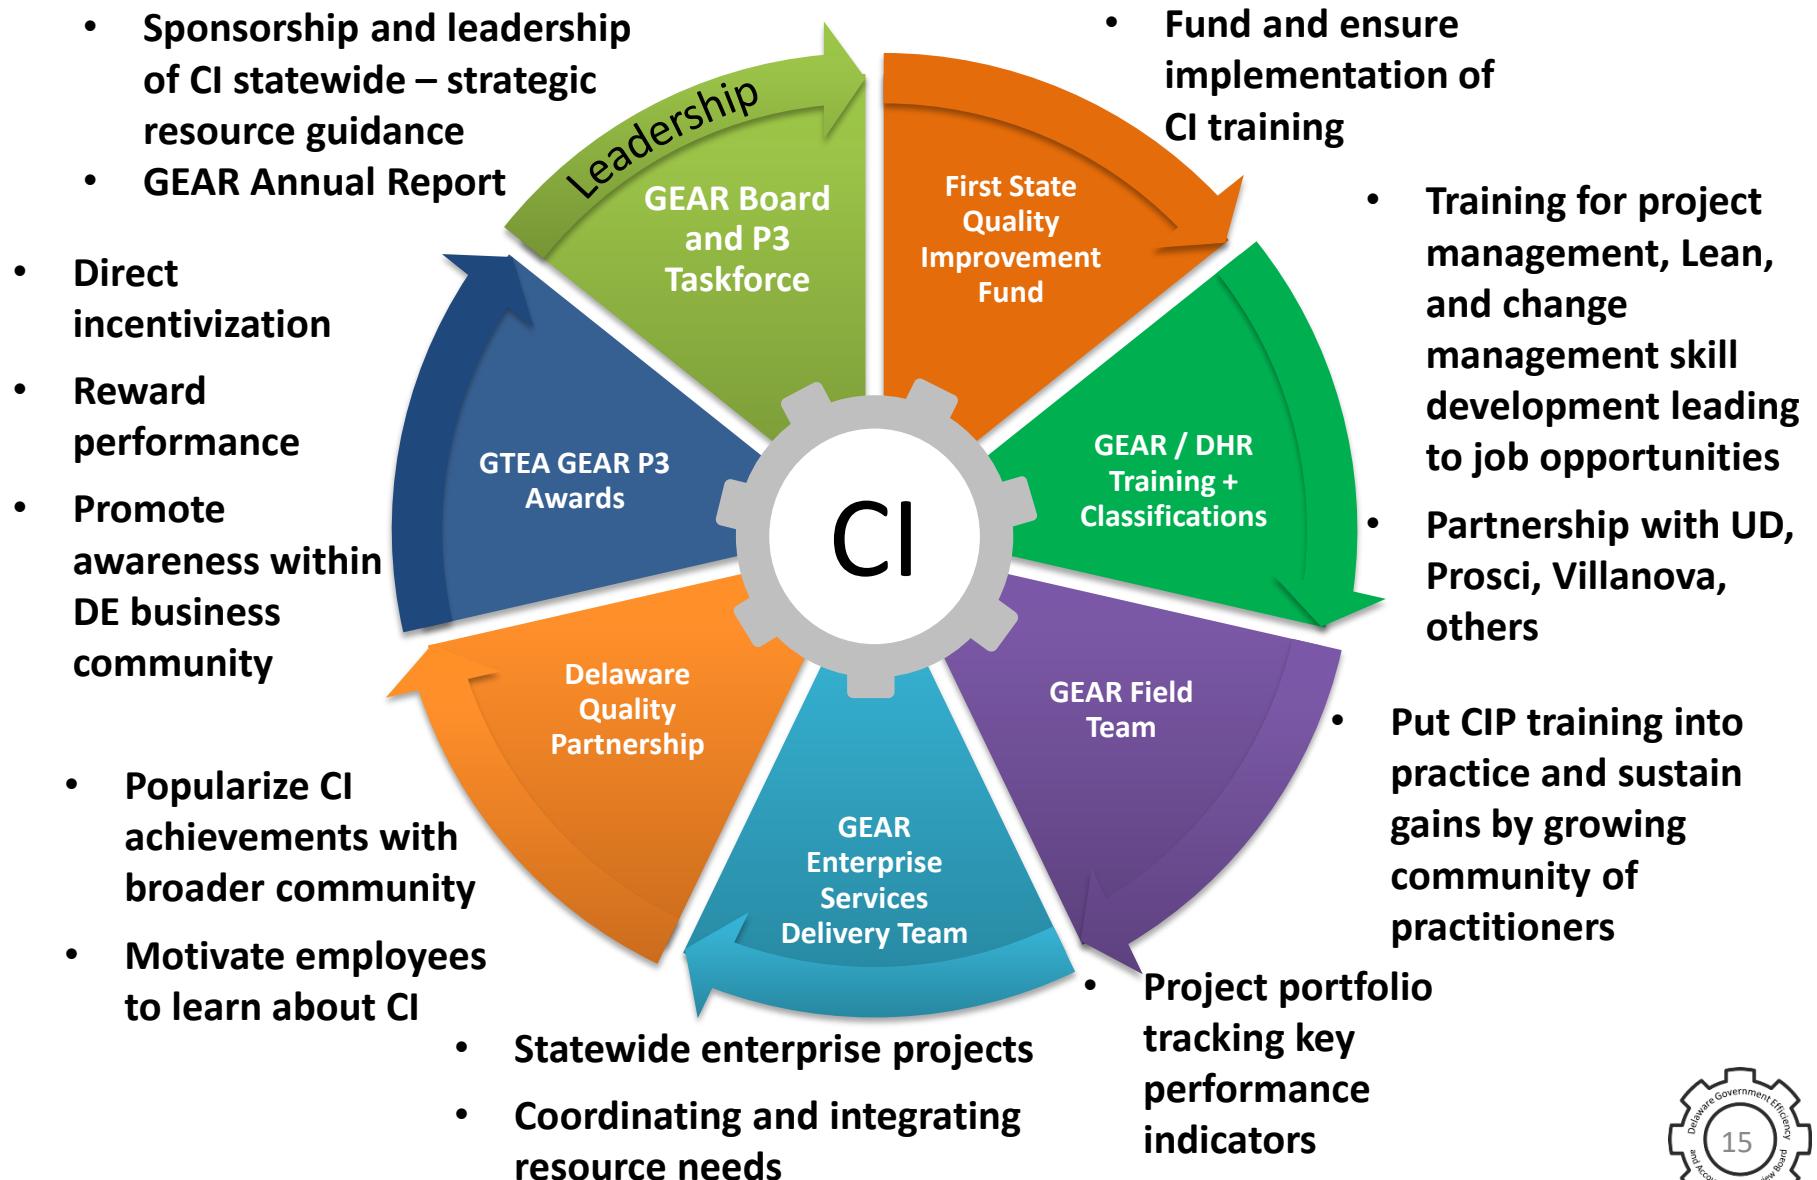 • Sponsorship and leadership
of CI statewide – strategic
resource guidance
• GEAR Annual Report
• Fund and ensure
implementation of
CI training
Leadership
GEAR Board
and P3
Taskforce
First State
Quality
Improvement
Fund
• Training for project
management, Lean,
and change
management skill
development leading
to job opportunities
• Partnership with UD,
Prosci, Villanova,
others
• Direct
incentivization
• Reward
performance
• Promote
awareness within
DE business
community
GTEA GEAR P3
Awards
CI
GEAR / DHR
Training +
Classifications
Delaware
Quality
Partnership
GEAR Field
Team
GEAR
Enterprise
Services
Delivery Team
• Put CIP training into
practice and sustain
gains by growing
community of
practitioners
• Popularize CI
achievements with
broader community
• Motivate employees
to learn about CI
• Project portfolio
tracking key
performance
indicators
• Statewide enterprise projects
• Coordinating and integrating
resource needs
Delaware Government Efficiency
15
and Board